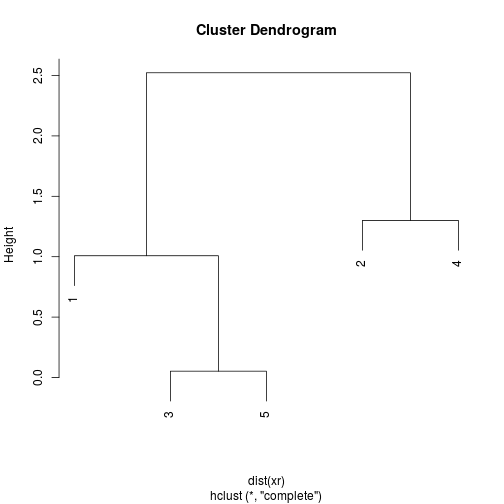 Cluster Dendrogram
Height
2.5
2.0
1.5
1.0
0.5
0.0
1
3
5
2
4
dist(xr)
hclust (*, "complete")